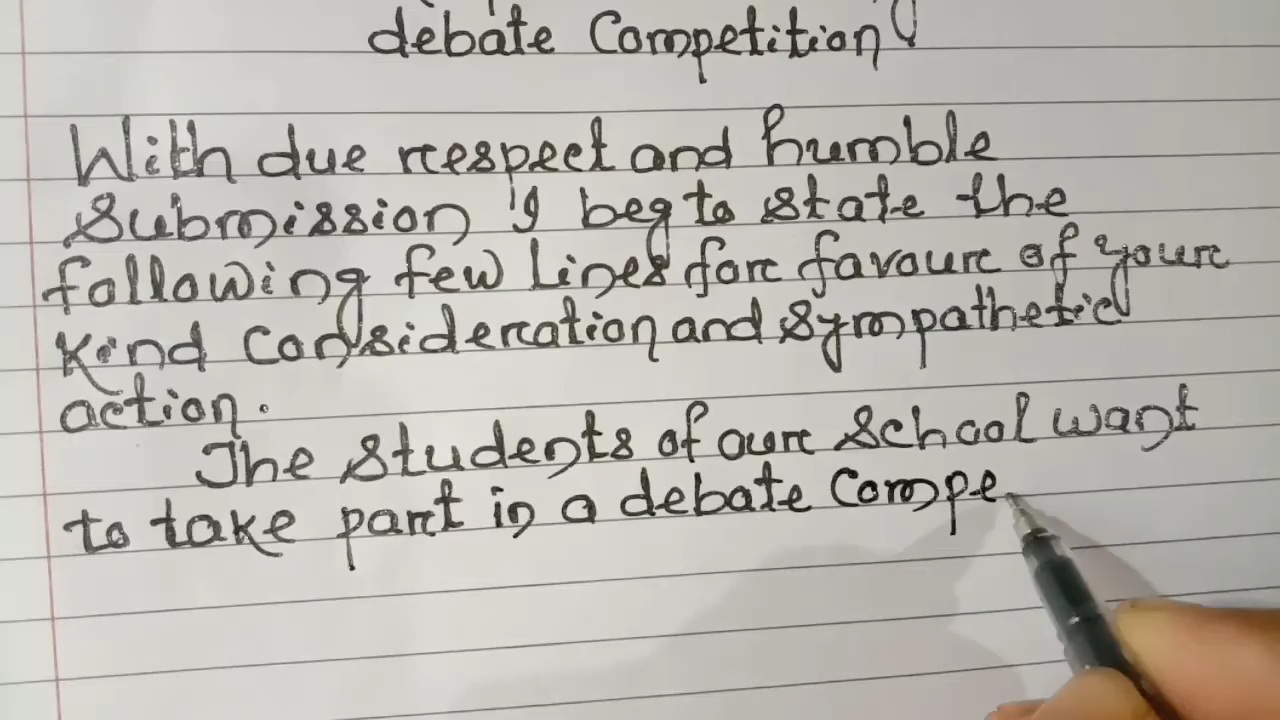 debate Competition
With due respect and humble
Submission I beg to state the
following few lines for favour of your
kind consideration and sympathetic
action.
The students of our school want
to take part in a debate compe